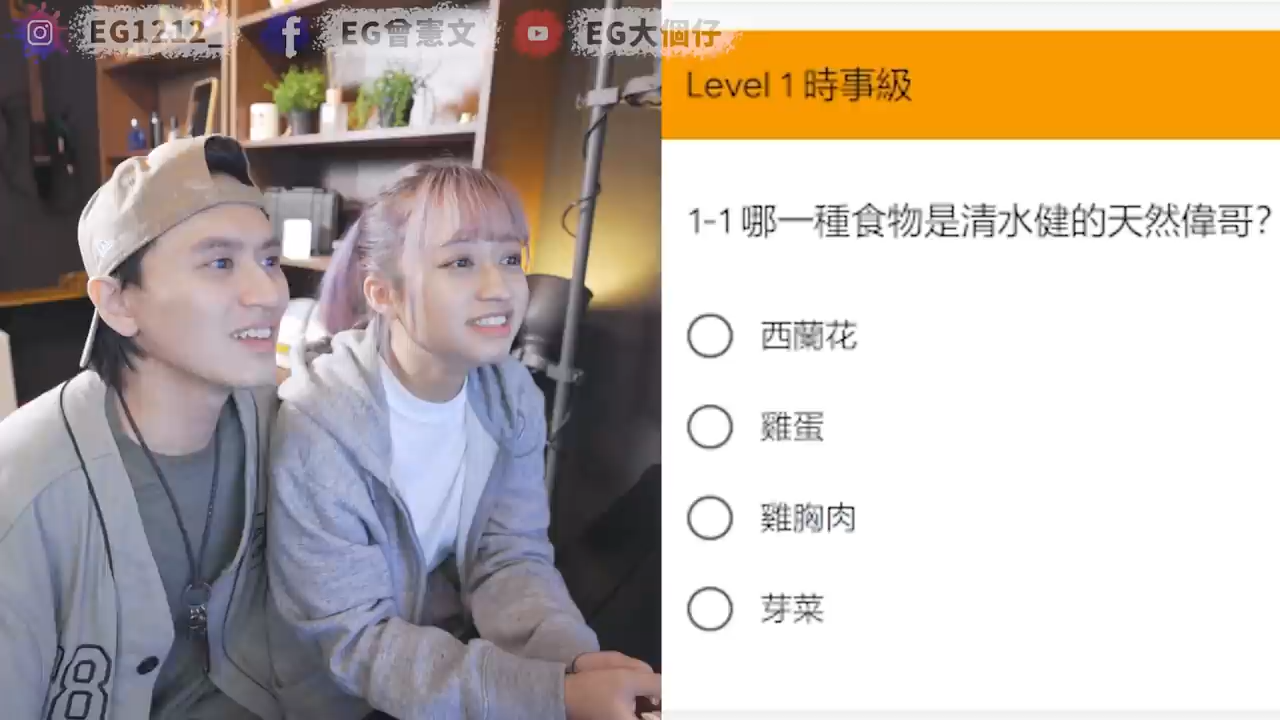 EG1212_
EG曾憲文
EG大個仔
Level 1 時事級
1-1 哪一種食物是清水健的天然偉哥?
西蘭花
雞蛋
雞胸肉
芽菜